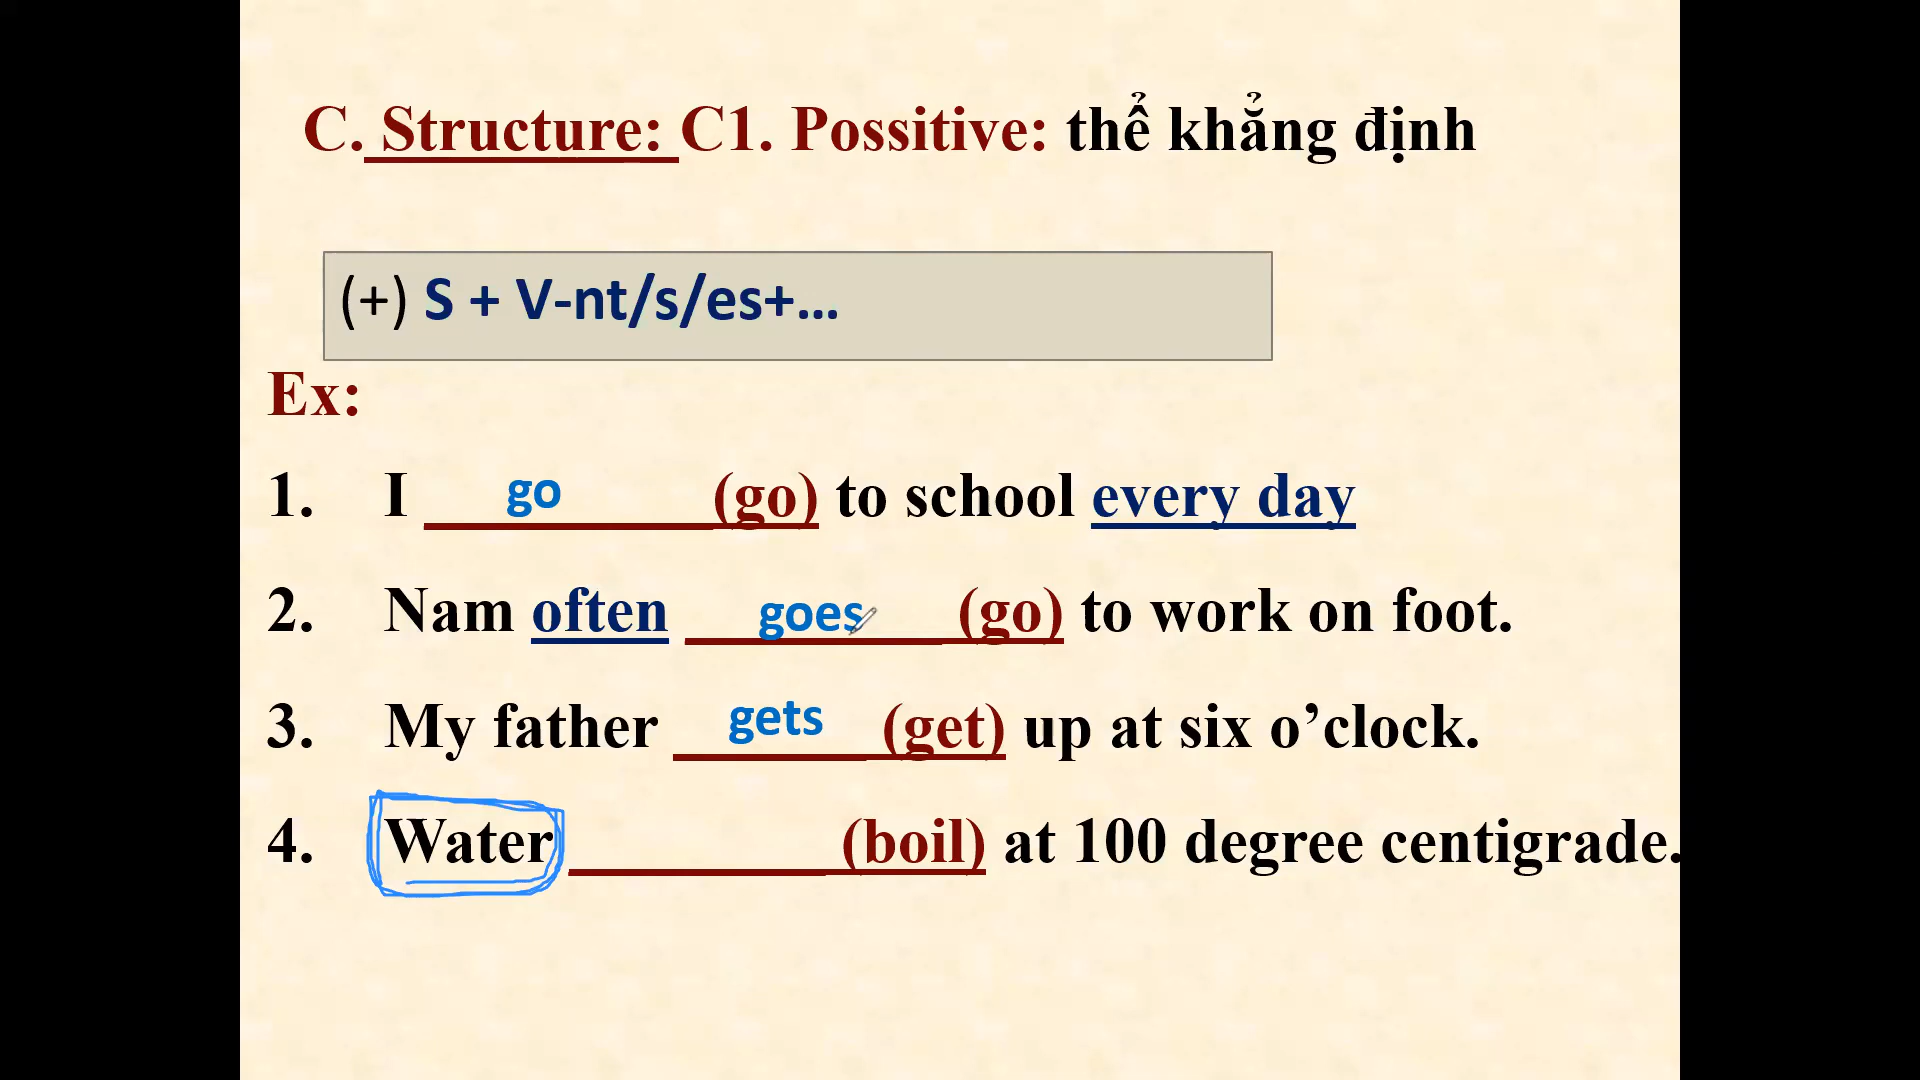 C. Structure: C1. Possitive: thể khẳng định
(+) S + V-nt/s/es+...
Ex:
1. I go (go) to school every day
2. Nam often goes (go) to work on foot.
3. My father gets (get) up at six o’clock.
4. Water ________ (boil) at 100 degree centigrade.